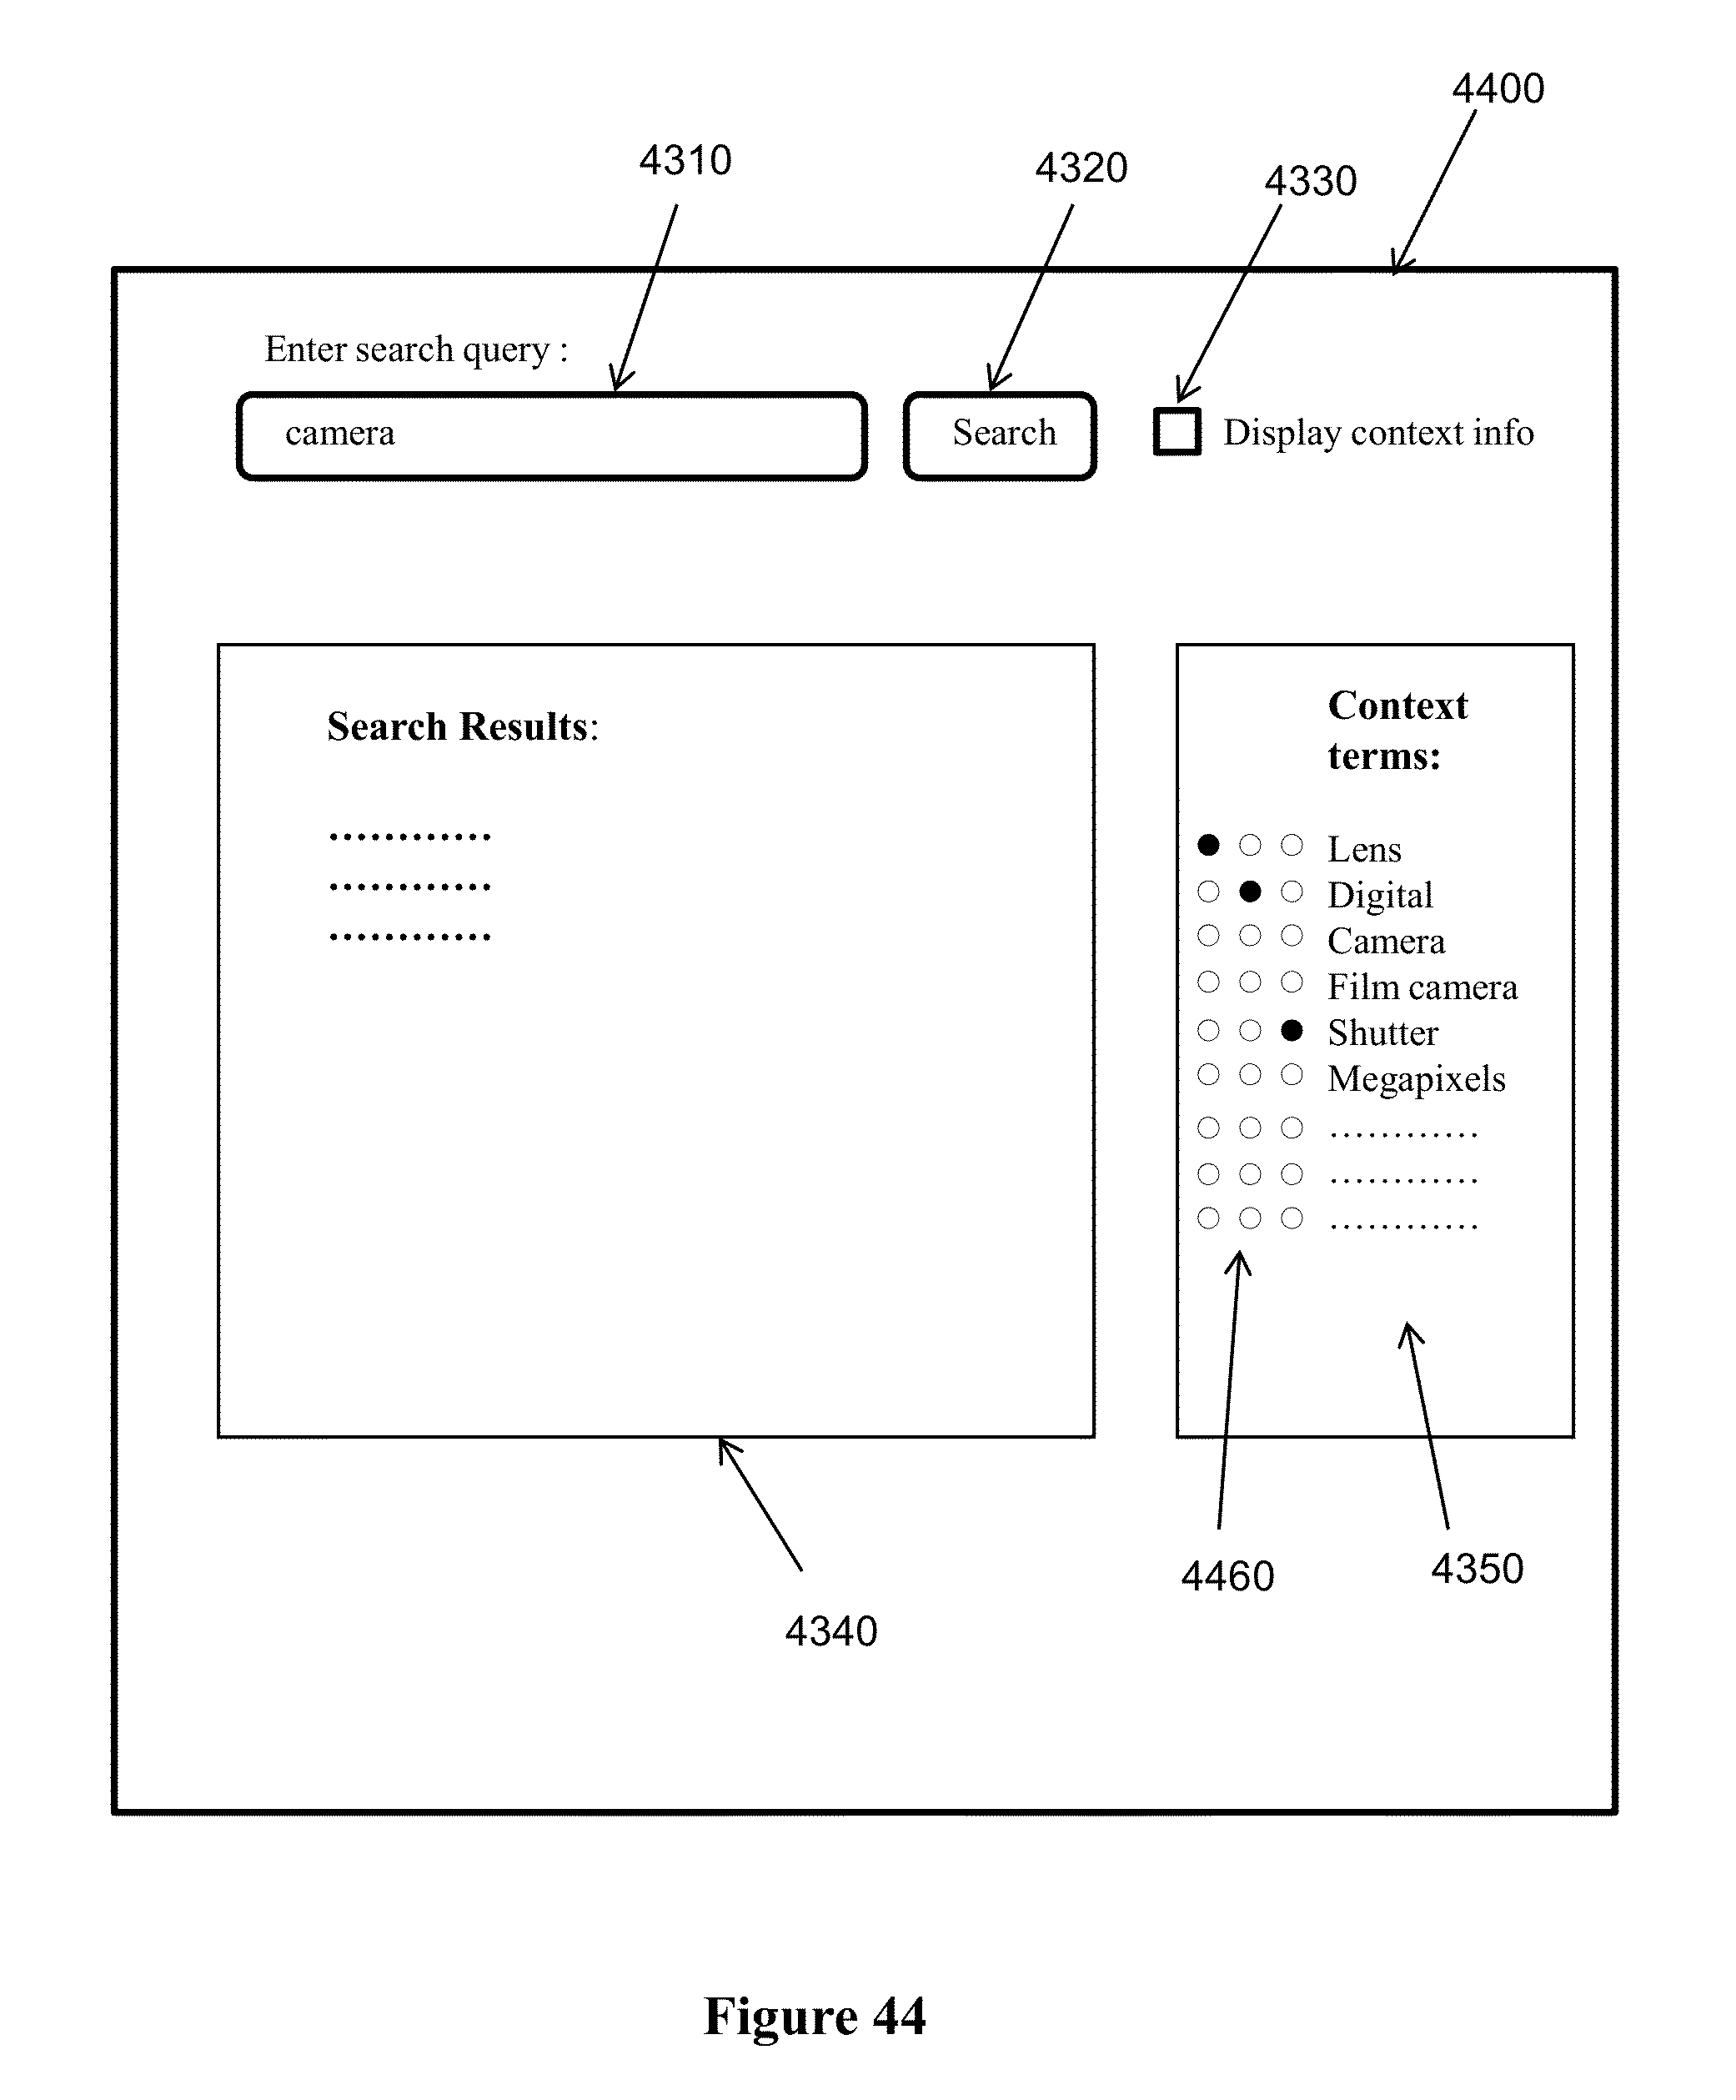 4400
4310
4320
4330
Enter search query :
camera
Search
Display context info
Search Results:
............
............
............
Context
terms:
Lens
Digital
Camera
Film camera
Shutter
Megapixels
............
............
............
4460
4350
4340
Figure 44